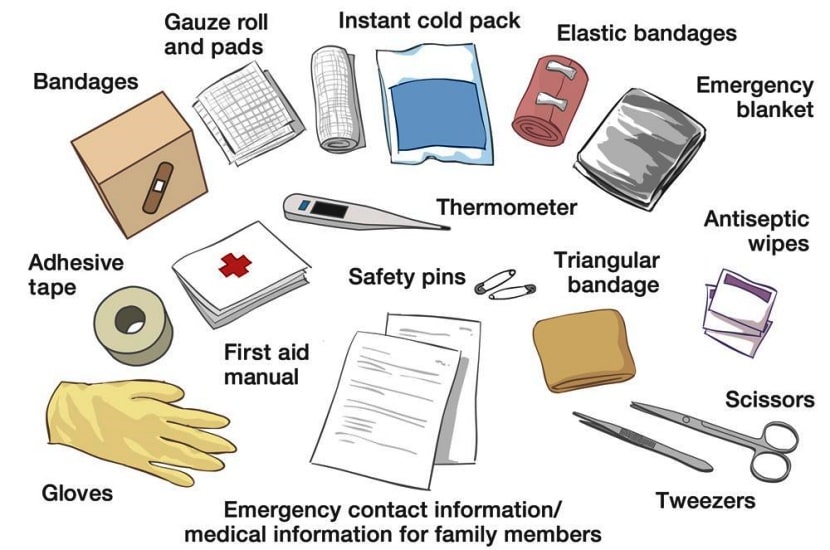 Gauze roll
and pads
Instant cold pack
Elastic bandages
Bandages
Emergency
blanket
Thermometer
Antiseptic
wipes
Adhesive
tape
Safety pins
Triangular
bandage
First aid
manual
Scissors
Gloves
Tweezers
Emergency contact information/
medical information for family members